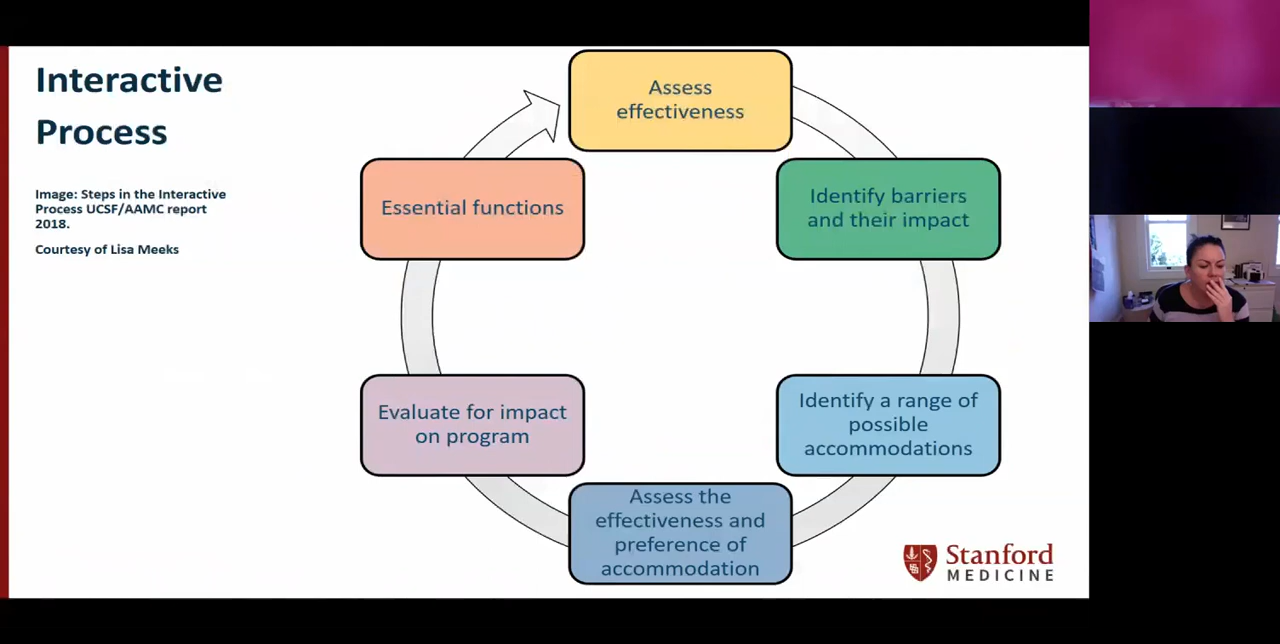 Interactive
Process
Image: Steps in the Interactive
Process UCSF/AAMC report
2018.
Courtesy of Lisa Meeks
Assess
effectiveness
Identify barriers
and their impact
Identify a range of
possible
accommodations
Assess the
effectiveness and
preference of
accommodation
Evaluate for impact
on program
Essential functions
Stanford
MEDICINE